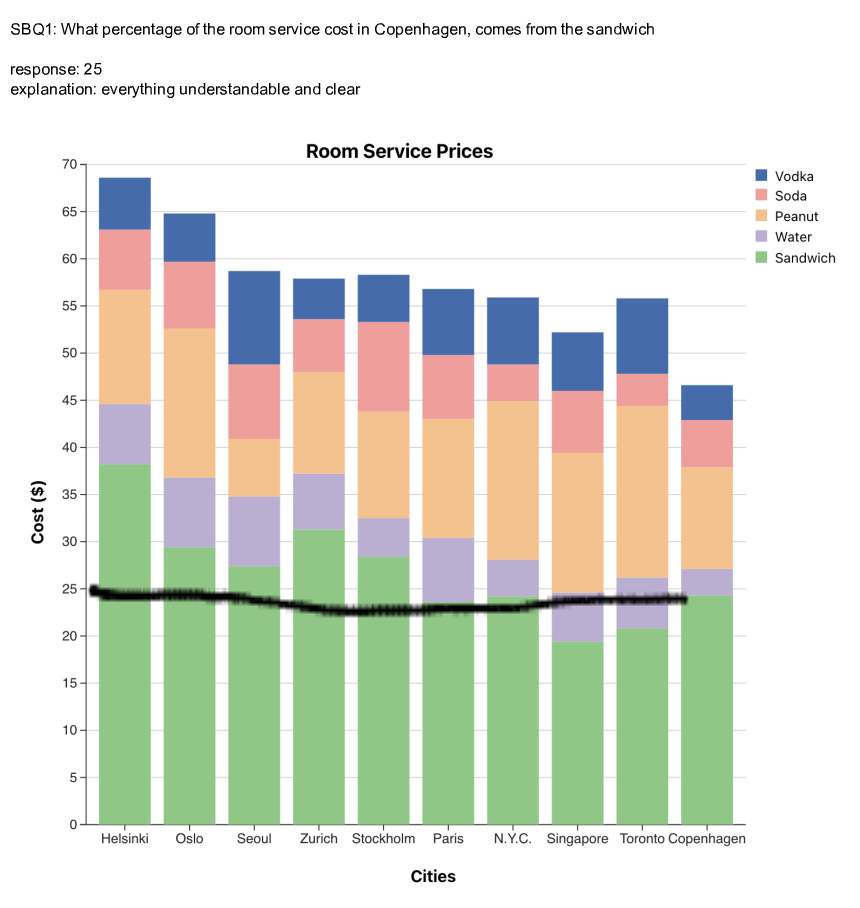 SBQ1: What percentage of the room service cost in Copenhagen, comes from the sandwich
response: 25
explanation: everything understandable and clear
Room Service Prices
70
65
60
55
50
45
40
35
30
25
20
15
10
5
0
Cost ($)
Vodka
Soda
Peanut
Water
Sandwich
Helsinki Oslo Seoul Zurich Stockholm Paris N.Y.C. Singapore Toronto Copenhagen
Cities